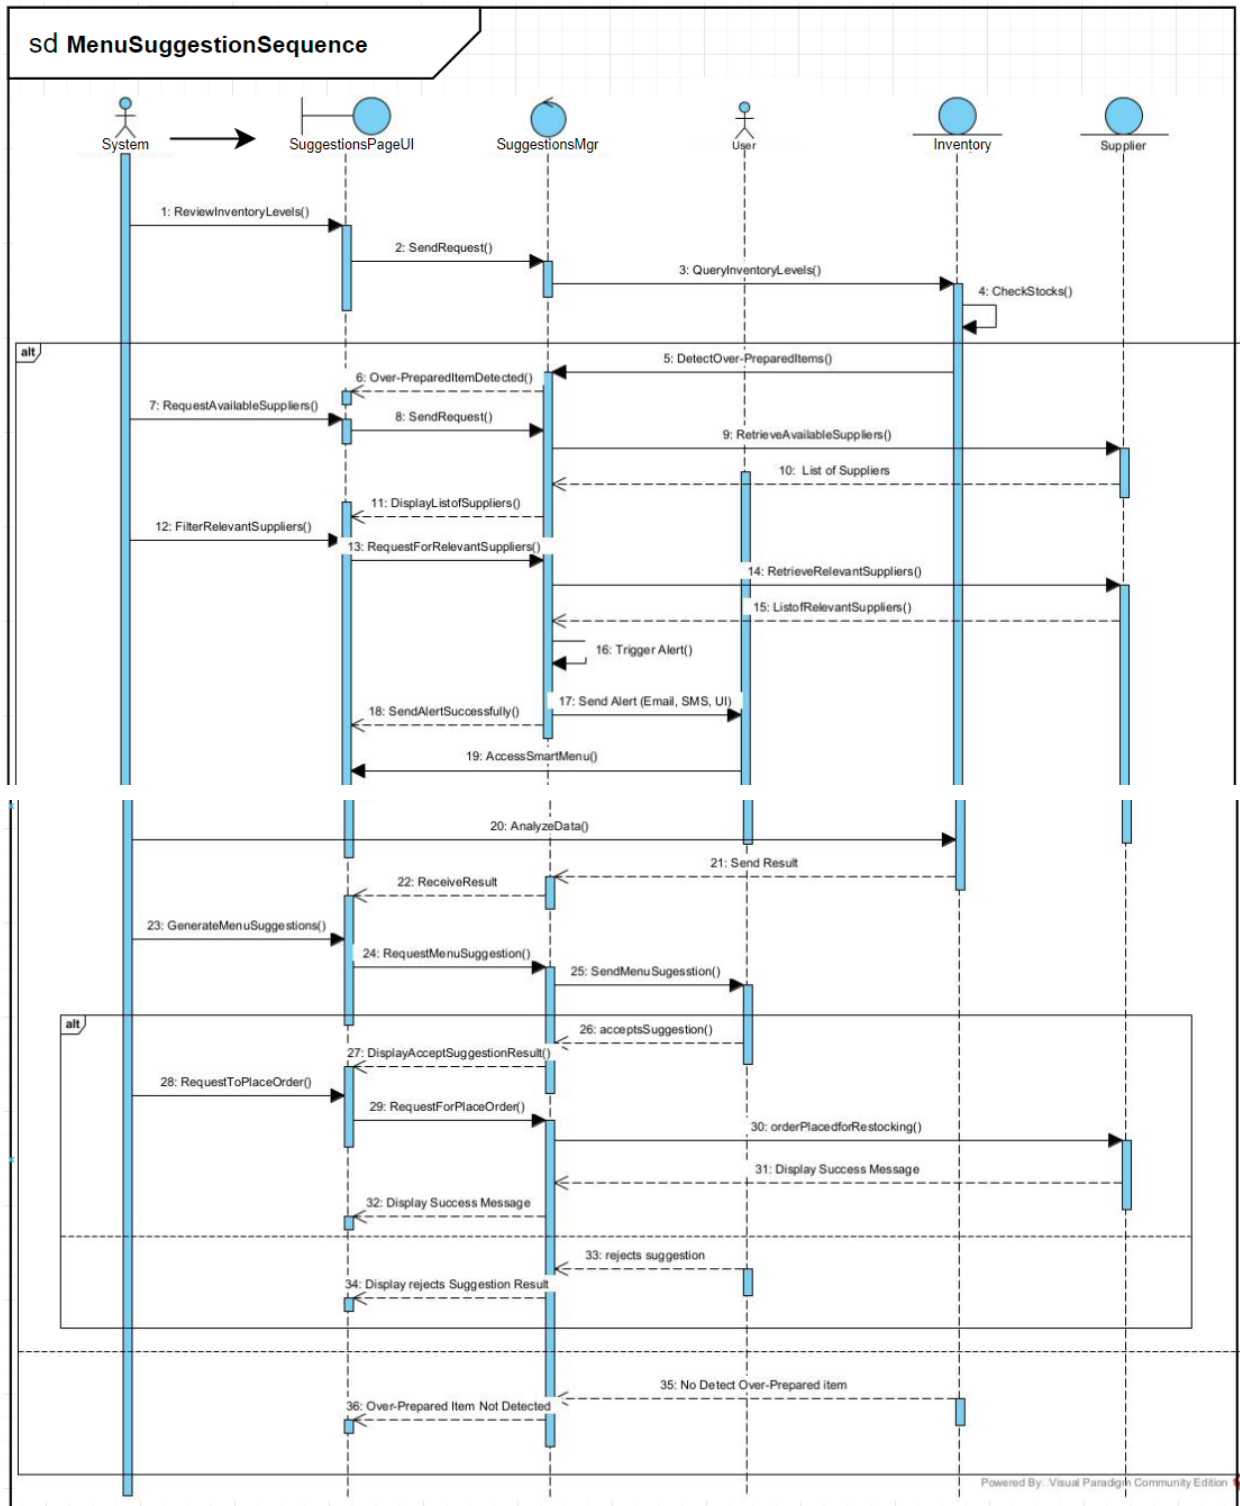 sd MenuSuggestionSequence
System
SuggestionsPageUI
SuggestionsMgr
User
Inventory
Supplier
1: ReviewInventoryLevels()
2: SendRequest()
3: QueryInventoryLevels()
4: CheckStocks()
alt
5: DetectOver-PreparedItems()
6: Over-PreparedItemDetected()
7: RequestAvailableSuppliers()
8: SendRequest()
9: RetrieveAvailableSuppliers()
10: List of Suppliers
11: DisplayListofSuppliers()
12: FilterRelevantSuppliers()
13: RequestForRelevantSuppliers()
14: RetrieveRelevantSuppliers()
15: ListofRelevantSuppliers()
16: Trigger Alert()
17: Send Alert (Email, SMS, UI)
18: SendAlertSuccessfully()
19: AccessSmartMenu()
20: AnalyzeData()
21: Send Result
22: ReceiveResult
23: GenerateMenuSuggestions()
24: RequestMenuSuggestion()
25: SendMenuSugesstion()
alt
26: acceptsSuggestion()
27: DisplayAcceptSuggestionResult()
28: RequestToPlaceOrder()
29: RequestForPlaceOrder()
30: orderPlacedforRestocking()
31: Display Success Message
32: Display Success Message
33: rejects suggestion
34: Display rejects Suggestion Result
35: No Detect Over-Prepared item
36: Over-Prepared Item Not Detected
Powered By: Visual Paradigm Community Edition